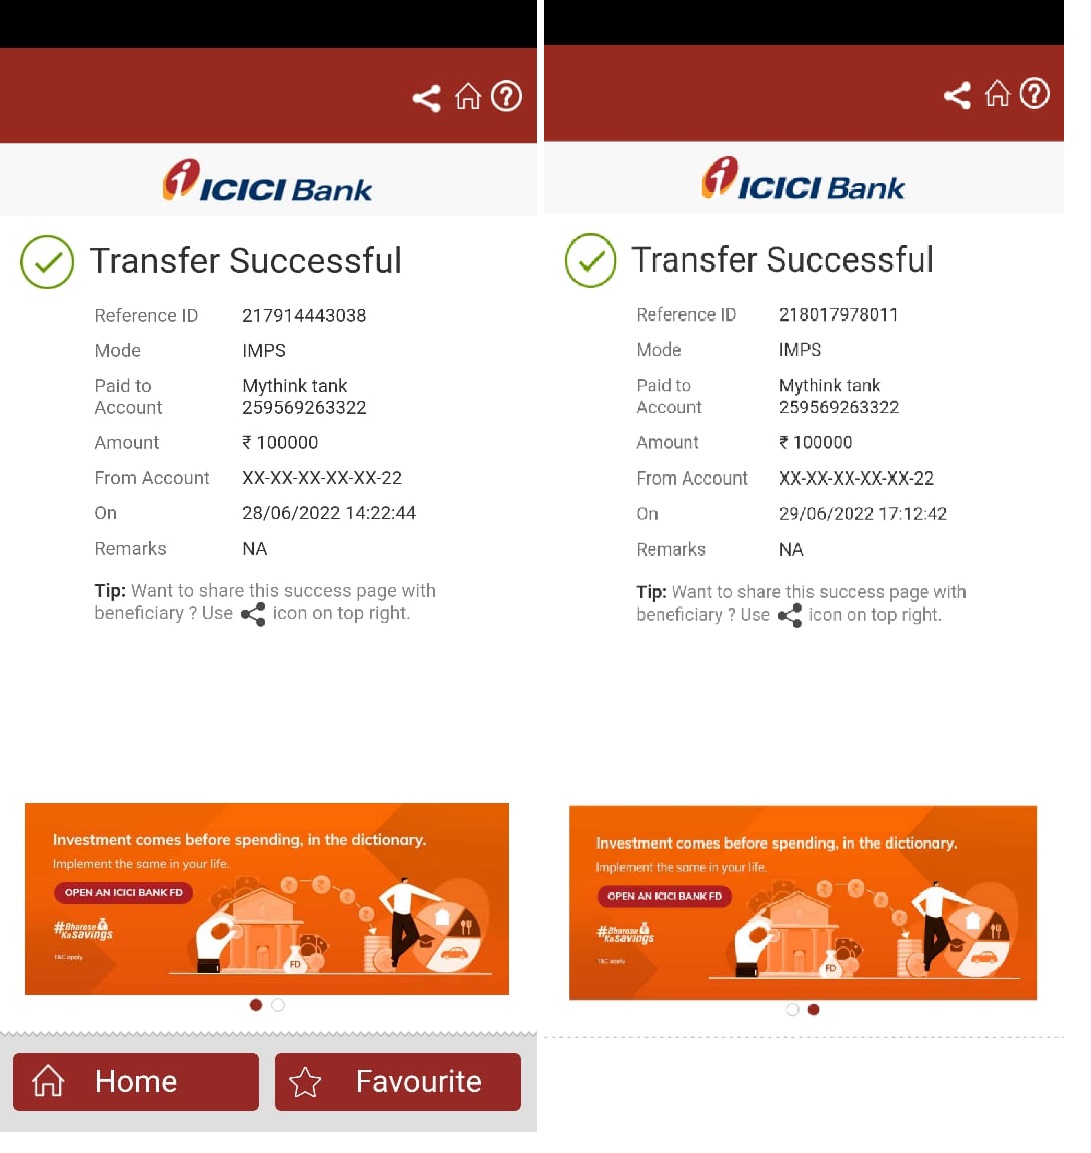 ICICI Bank
Transfer Successful
Reference ID 217914443038
Mode IMPS
Paid to Mythink tank
Account 259569263322
Amount ₹ 100000
From Account XX-XX-XX-XX-XX-22
On 28/06/2022 14:22:44
Remarks NA
Tip: Want to share this success page with
beneficiary ? Use icon on top right.
Investment comes before spending, in the dictionary.
Implement the same in your life.
OPEN AN ICICI BANK FD
#Bharose
Ka savings
T&C apply.
FD
Home
Favourite
ICICI Bank
Transfer Successful
Reference ID 218017978011
Mode IMPS
Paid to Mythink tank
Account 259569263322
Amount ₹ 100000
From Account XX-XX-XX-XX-XX-22
On 29/06/2022 17:12:42
Remarks NA
Tip: Want to share this success page with
beneficiary ? Use icon on top right.
Investment comes before spending, in the dictionary.
Implement the same in your life.
OPEN AN ICICI BANK FD
#Bharose
Ka savings
T&C apply.
FD